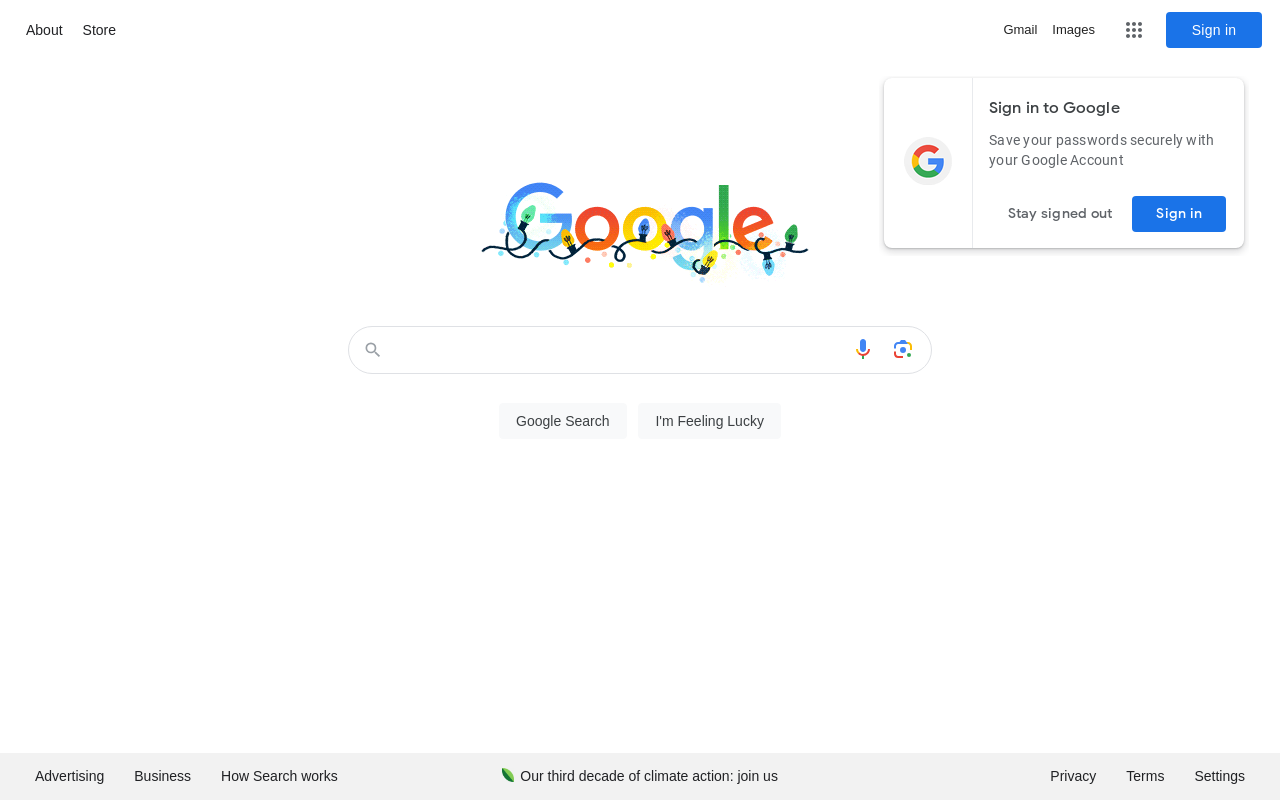 About Store
Gmail Images
Sign in
Sign in to Google
Save your passwords securely with
your Google Account
Stay signed out
Sign in
Google
Google Search
I'm Feeling Lucky
Advertising Business How Search works
Our third decade of climate action: join us
Privacy Terms Settings